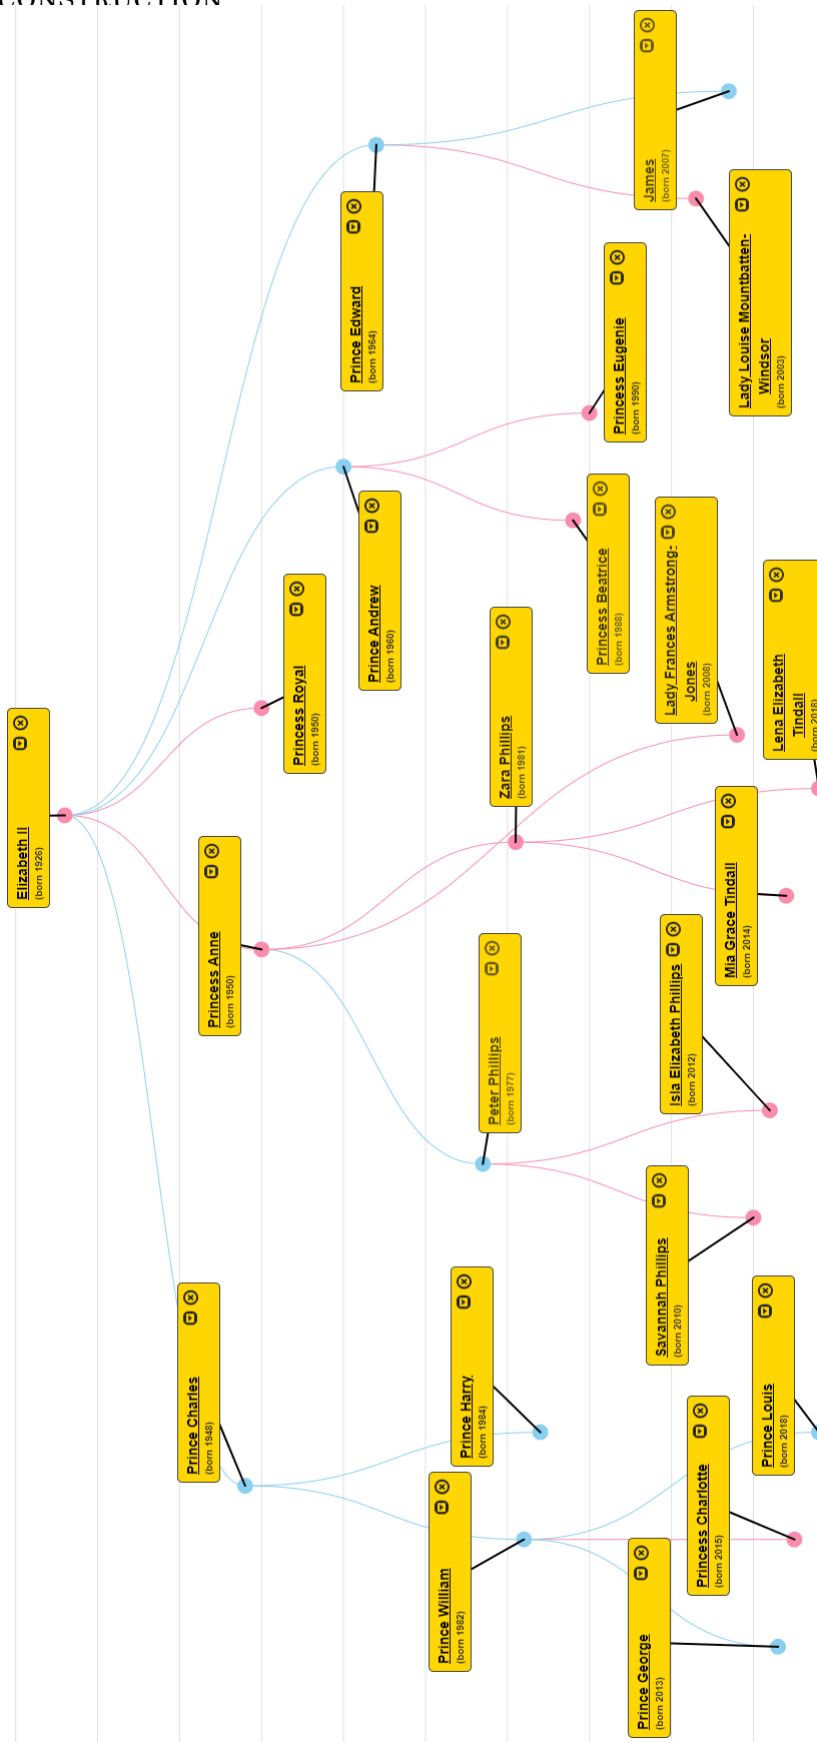 CONSTRUCTION
Elizabeth II
(born 1926)
Prince Charles
(born 1948)
Princess Anne
(born 1950)
Princess Royal
(born 1950)
Prince Andrew
(born 1960)
Prince Edward
(born 1964)
Prince William
(born 1982)
Prince Harry
(born 1984)
Peter Phillips
(born 1977)
Zara Phillips
(born 1981)
Princess Beatrice
(born 1988)
Princess Eugenie
(born 1990)
James
(born 2007)
Lady Louise Mountbatten-
Windsor
(born 2003)
Prince George
(born 2013)
Princess Charlotte
(born 2015)
Prince Louis
(born 2018)
Savannah Phillips
(born 2010)
Isla Elizabeth Phillips
(born 2012)
Mia Grace Tindall
(born 2014)
Lady Frances Armstrong-
Jones
(born 2008)
Lena Elizabeth
Tindall
(born 2018)